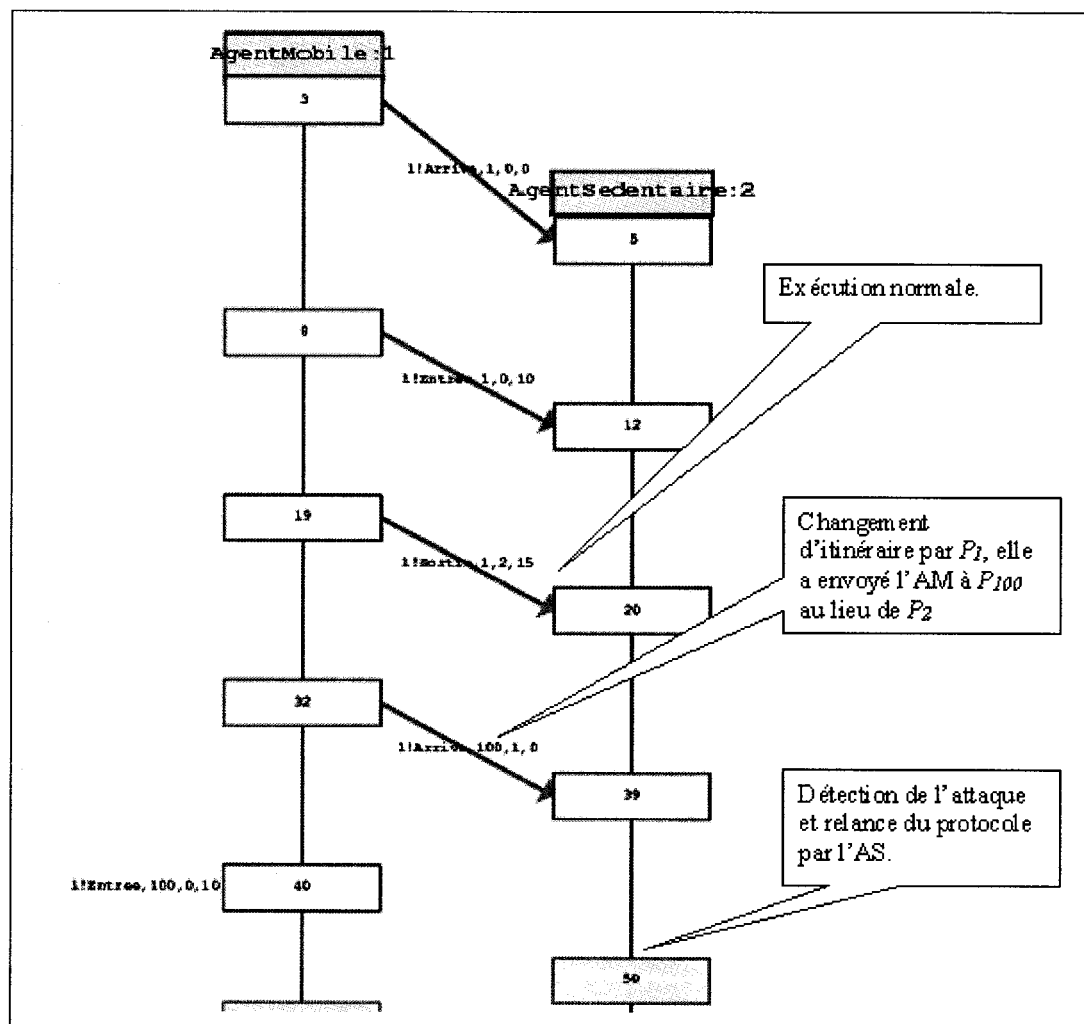 AgentMobile:1
3
1!Arrive,1,0,0
AgentSedentaire:2
5
Exécution normale.
8
1!Entree,1,0,10
12
19
Changement
d'itinéraire par P1, elle
a envoyé l'AM à P100
au lieu de P2
1!Sortie,1,2,15
20
32
1!Arrive,100,1,0
39
Détection de l'attaque
et relance du protocole
par l'AS.
1!Entree,100,0,10
40
50